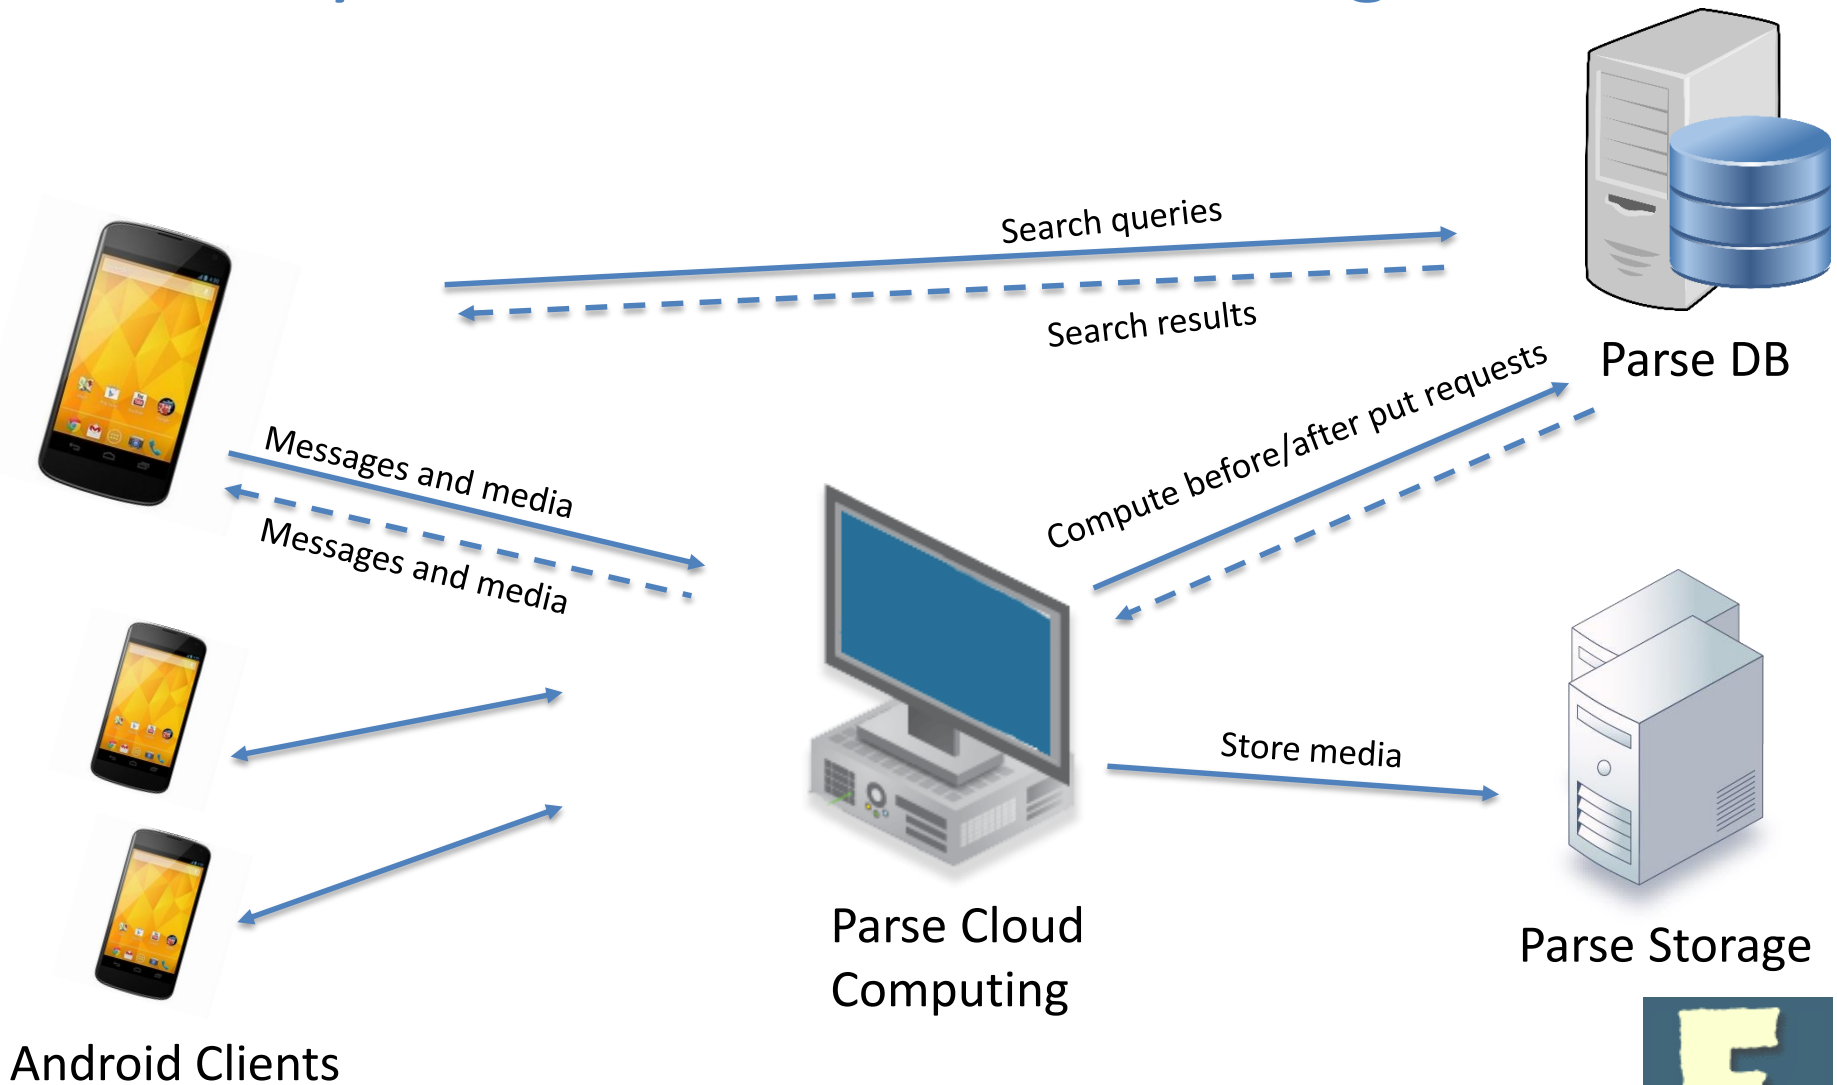 Search queries
Search results
Parse DB
Compute before/after put requests
Messages and media
Messages and media
Store media
Parse Cloud
Computing
Parse Storage
Android Clients